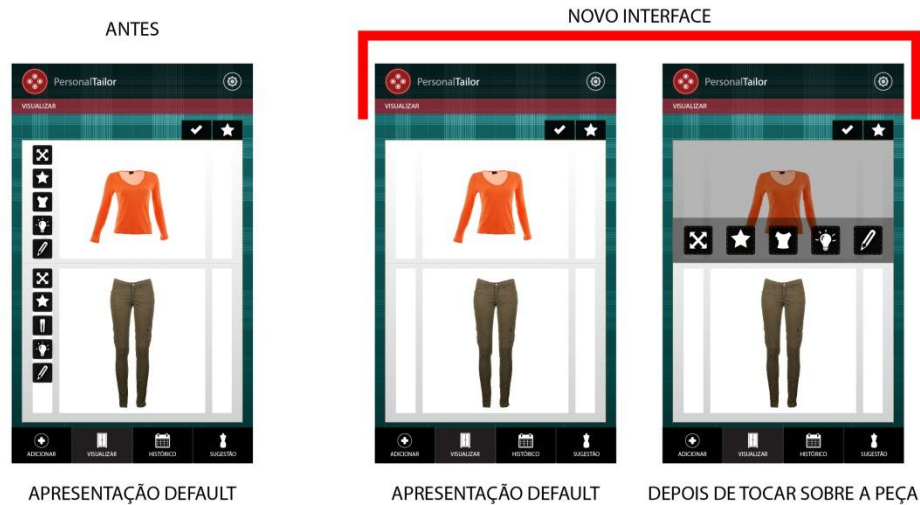 ANTES
NOVO INTERFACE
PersonalTailor
VISUALIZAR
ADICIONAR
VISUALIZAR
HISTÓRICO
SUGESTÃO
APRESENTAÇÃO DEFAULT
PersonalTailor
VISUALIZAR
ADICIONAR
VISUALIZAR
HISTÓRICO
SUGESTÃO
APRESENTAÇÃO DEFAULT
PersonalTailor
VISUALIZAR
ADICIONAR
VISUALIZAR
HISTÓRICO
SUGESTÃO
DEPOIS DE TOCAR SOBRE A PEÇA